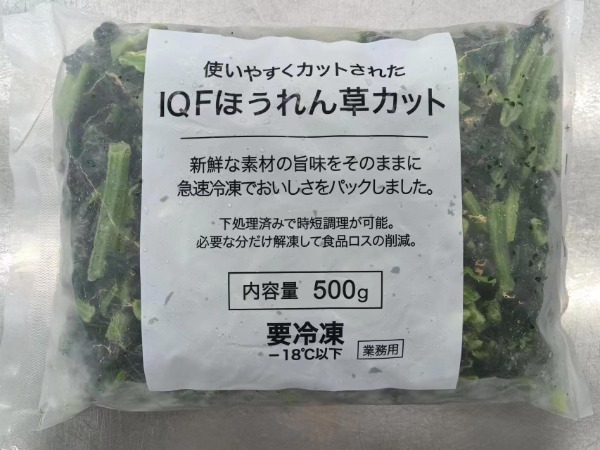 使いやすくカットされた
IQFほうれん草カット
新鮮な素材の旨味をそのままに
急速冷凍でおいしさをパックしました。
下処理済みで時短調理が可能。
必要な分だけ解凍して食品ロスの削減。
内容量 500g
要冷凍
－18℃以下
業務用